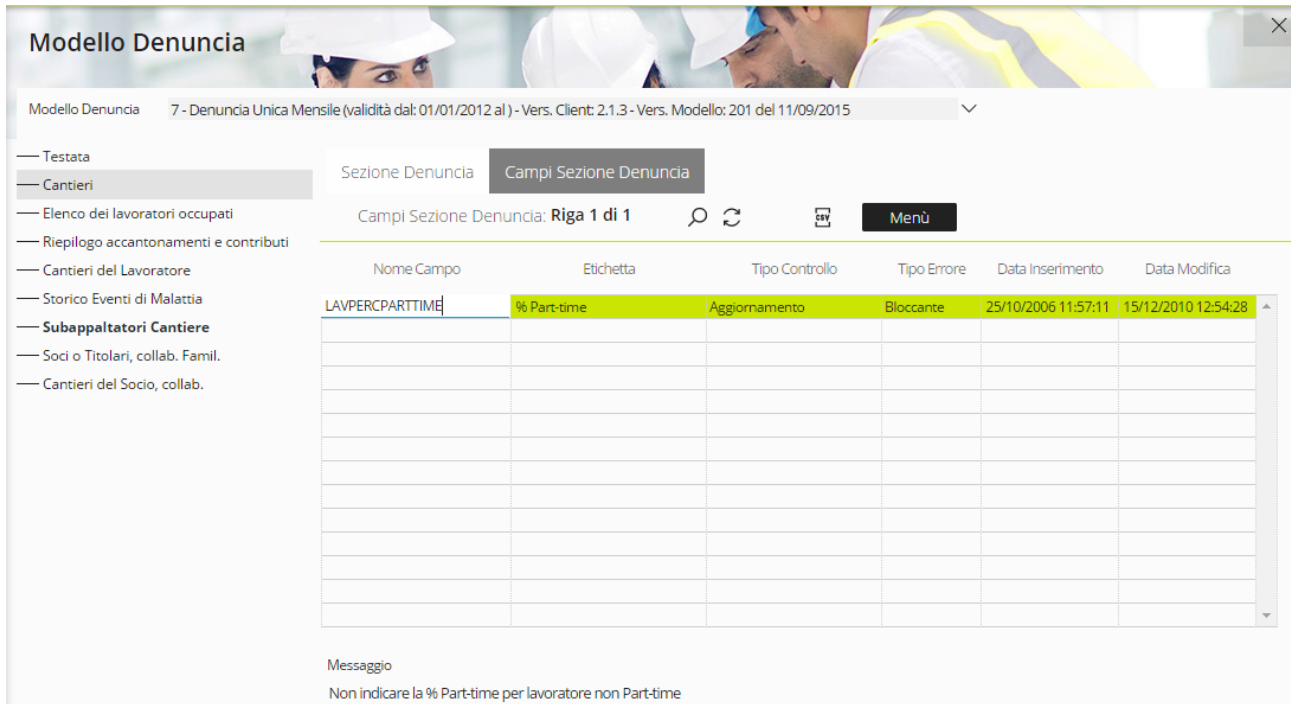 Modello Denuncia
Modello Denuncia 7 - Denuncia Unica Mensile (validità dal: 01/01/2012 al ) - Vers. Client: 2.1.3 - Vers. Modello: 201 del 11/09/2015
Testata
Cantieri
Elenco dei lavoratori occupati
Riepilogo accantonamenti e contributi
Cantieri del Lavoratore
Storico Eventi di Malattia
Subappaltatori Cantiere
Soci o Titolari, collab. Famil.
Cantieri del Socio, collab.
Sezione Denuncia Campi Sezione Denuncia
Campi Sezione Denuncia: Riga 1 di 1 CSV Menù
Nome Campo Etichetta Tipo Controllo Tipo Errore Data Inserimento Data Modifica
LAVPERCPARTTIME % Part-time Aggiornamento Bloccante 25/10/2006 11:57:11 15/12/2010 12:54:28
Messaggio
Non indicare la % Part-time per lavoratore non Part-time